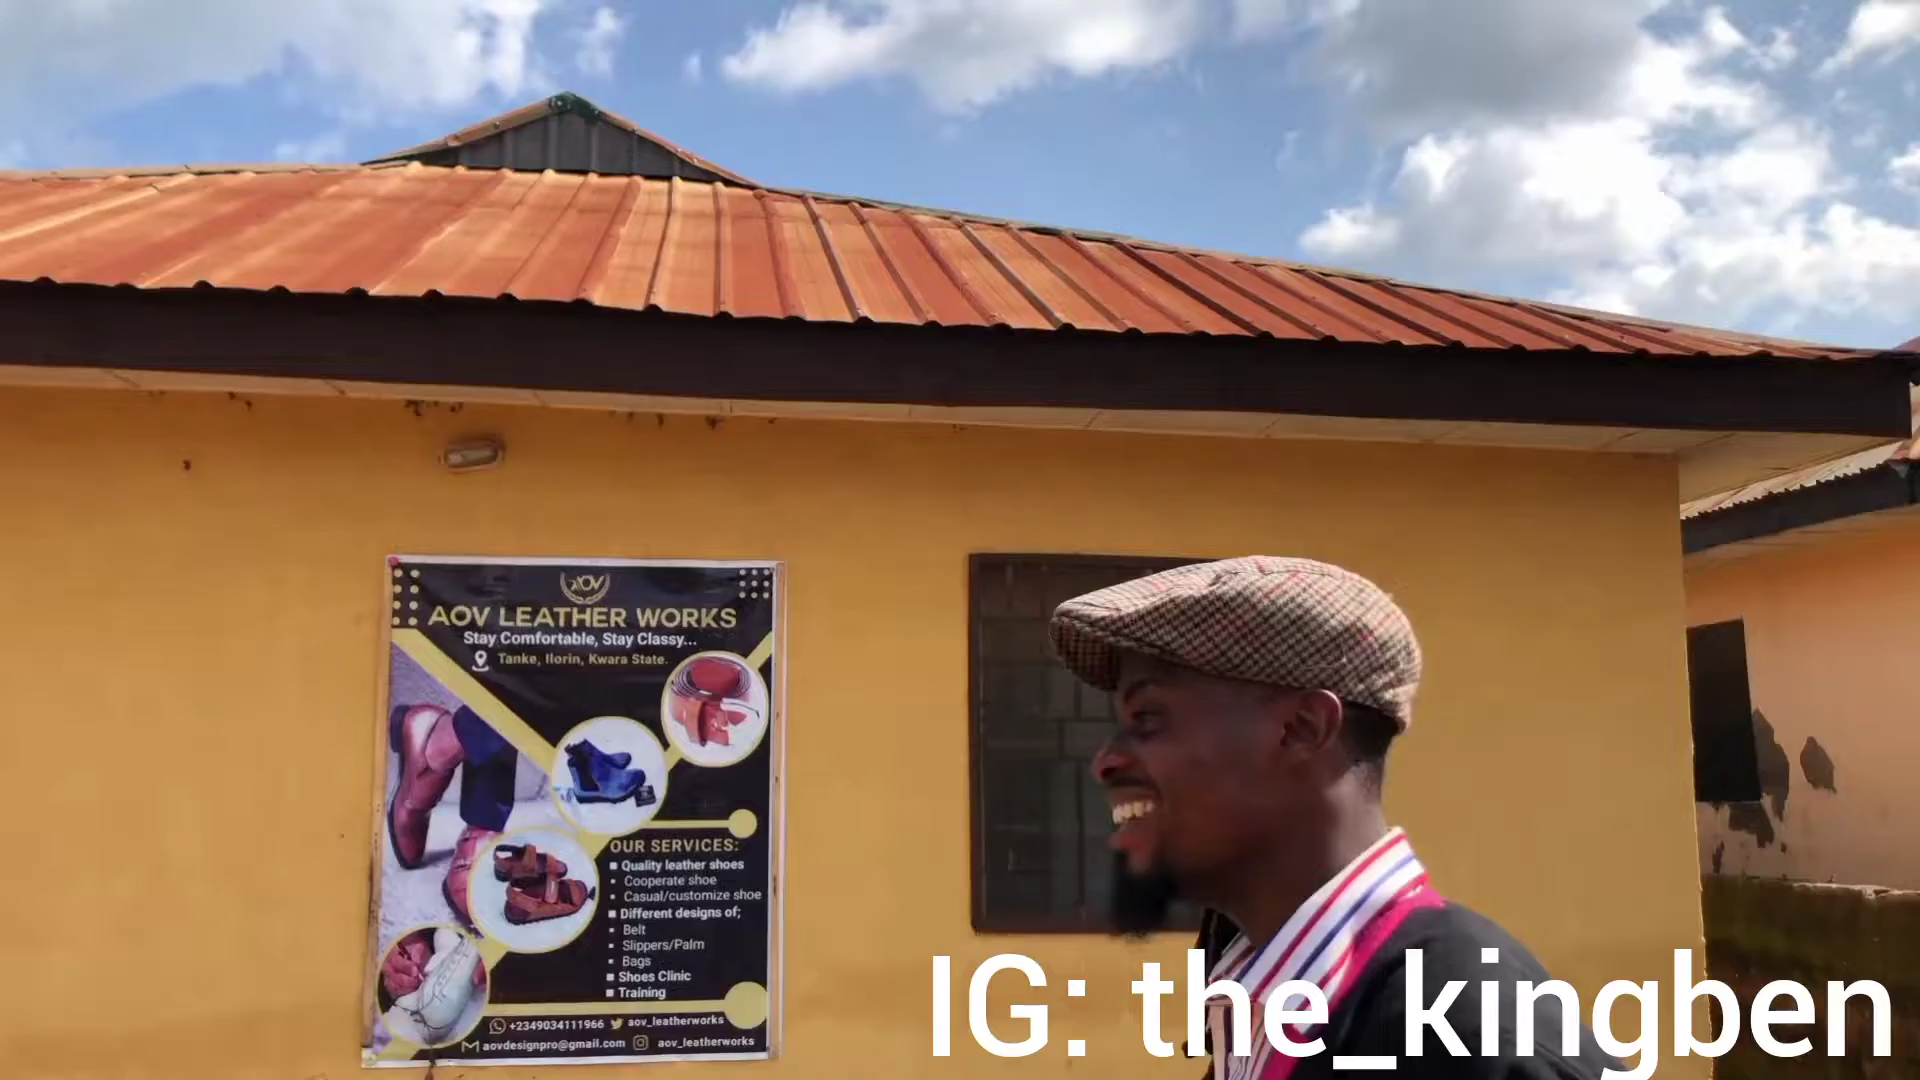 AOV
AOV LEATHER WORKS
Stay Comfortable, Stay Classy...
Tanke, Ilorin, Kwara State.
OUR SERVICES:
Quality leather shoes
Cooperate shoe
Casual/customize shoe
Different designs of;
Belt
Slippers/Palm
Bags
Shoes Clinic
Training
+2349034111966 aov_leatherworks
aovdesignpro@gmail.com aov_leatherworks
IG: the_kingben